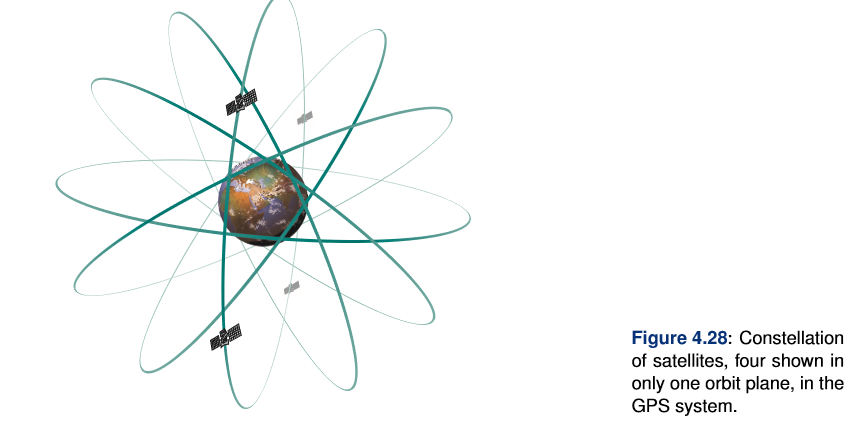 Figure 4.28: Constellation
of satellites, four shown in
only one orbit plane, in the
GPS system.